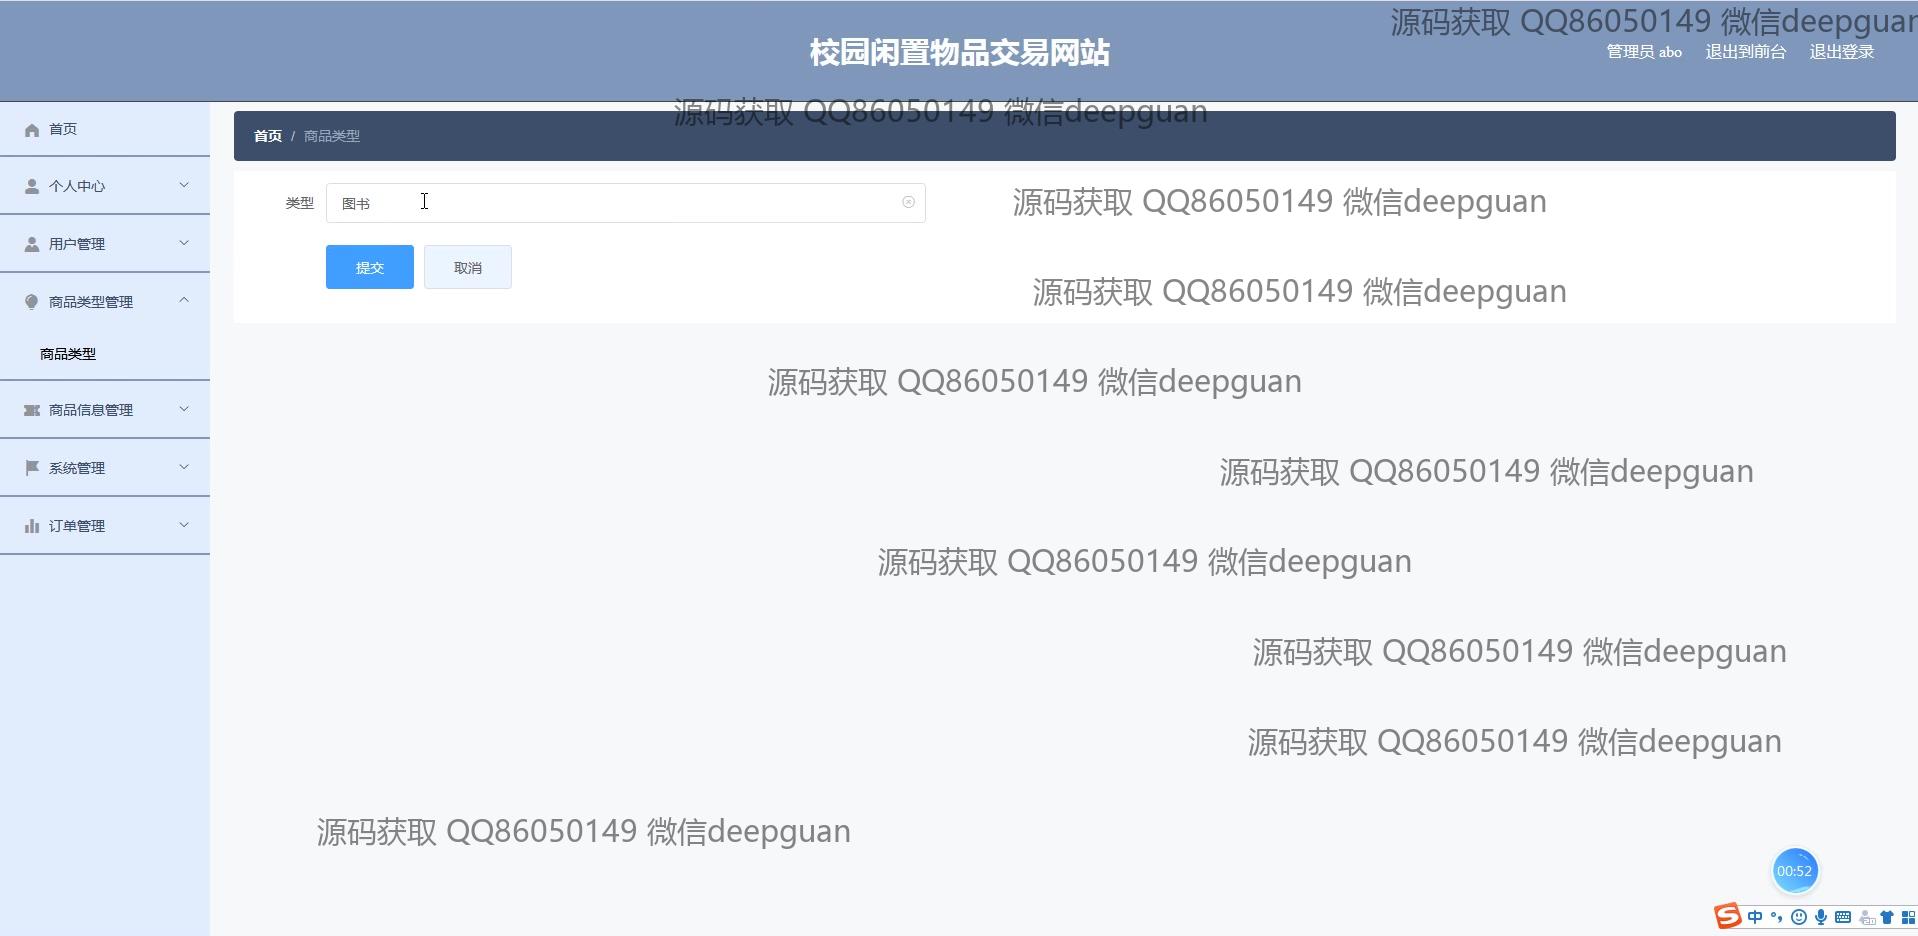 源码获取 QQ86050149 微信deepguan
校园闲置物品交易网站
管理员 abo 退出到前台 退出登录
源码获取 QQ86050149 微信deepguan
首页 / 商品类型
首页
个人中心
用户管理
商品类型管理
商品类型
商品信息管理
系统管理
订单管理
类型 图书
提交 取消
源码获取 QQ86050149 微信deepguan
源码获取 QQ86050149 微信deepguan
源码获取 QQ86050149 微信deepguan
源码获取 QQ86050149 微信deepguan
源码获取 QQ86050149 微信deepguan
源码获取 QQ86050149 微信deepguan
源码获取 QQ86050149 微信deepguan
源码获取 QQ86050149 微信deepguan
00:52
S 中